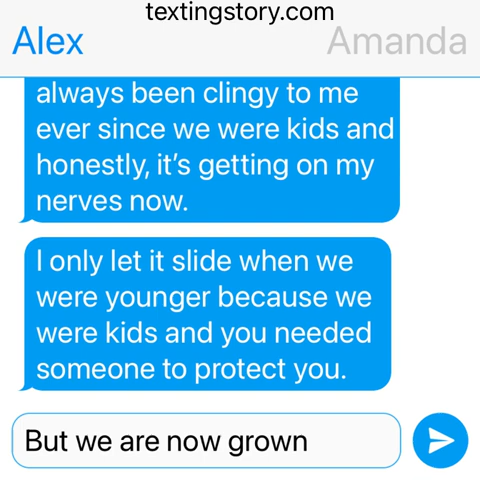 textingstory.com
Alex
Amanda
always been clingy to me
ever since we were kids and
honestly, it’s getting on my
nerves now.
I only let it slide when we
were younger because we
were kids and you needed
someone to protect you.
But we are now grown